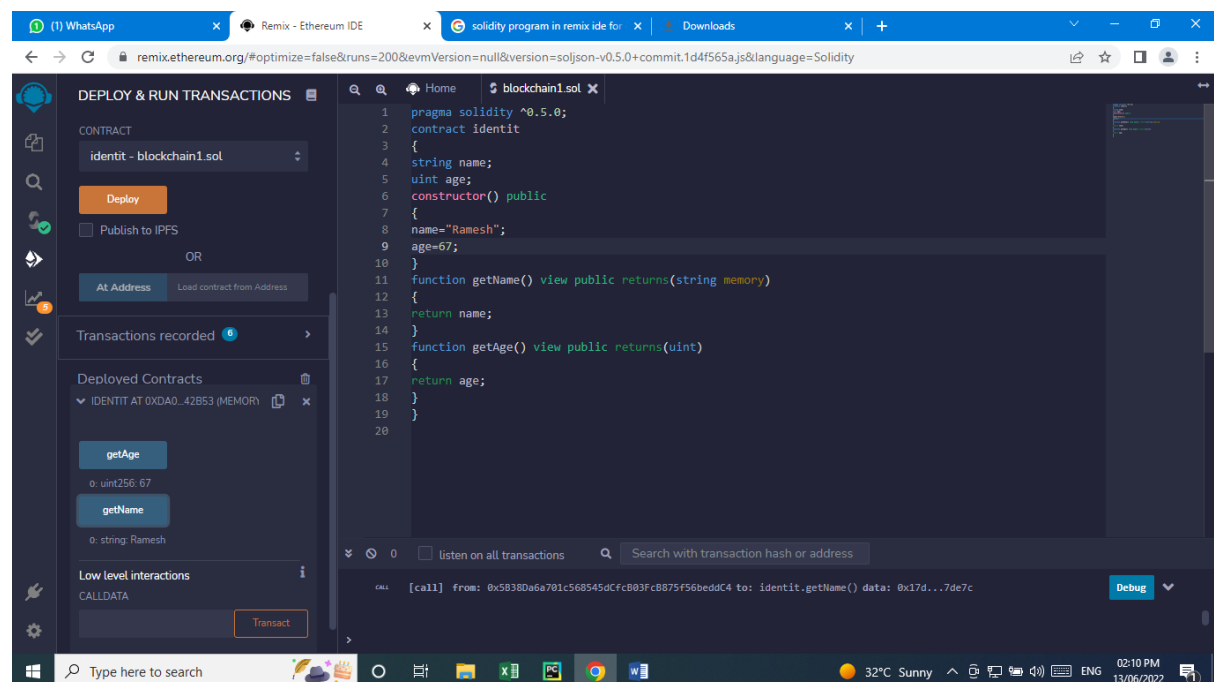 (1) WhatsApp
Remix - Ethereum IDE
solidity program in remix ide for
Downloads
remix.ethereum.org/#optimize=false&runs=200&evmVersion=null&version=soljson-v0.5.0+commit.1d4f565a.js&language=Solidity
DEPLOY & RUN TRANSACTIONS
CONTRACT
identit - blockchain1.sol
Deploy
Publish to IPFS
OR
At Address
Load contract from Address
Transactions recorded 6
Deployed Contracts
IDENTIT AT 0XDA0...42B53 (MEMORY
getAge
0: uint256: 67
getName
0: string: Ramesh
Low level interactions
CALLDATA
Transact
5
Home
blockchain1.sol
1 pragma solidity ^0.5.0;
2 contract identit
3 {
4 string name;
5 uint age;
6 constructor() public
7 {
8 name="Ramesh";
9 age=67;
10 }
11 function getName() view public returns(string memory)
12 {
13 return name;
14 }
15 function getAge() view public returns(uint)
16 {
17 return age;
18 }
19 }
20
0
listen on all transactions
Search with transaction hash or address
CALL [call] from: 0x5B38Da6a701c568545dCfcB03FcB875f56beddC4 to: identit.getName() data: 0x17d...7de7c
Debug
>
Type here to search
32°C Sunny
ENG
02:10 PM
13/06/2022